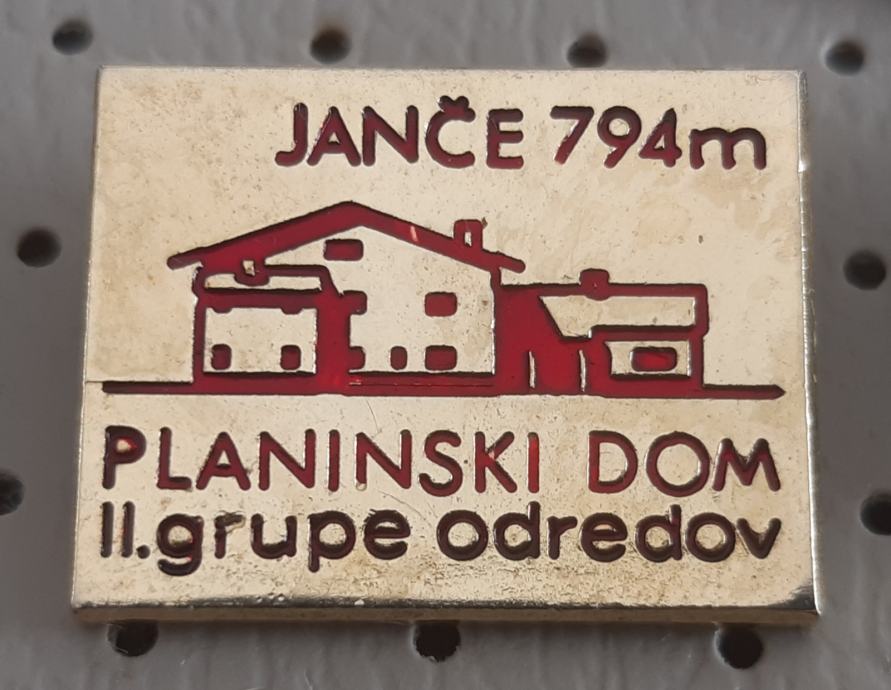 JANČE 794m
PLANINSKI DOM
II.grupe odredov